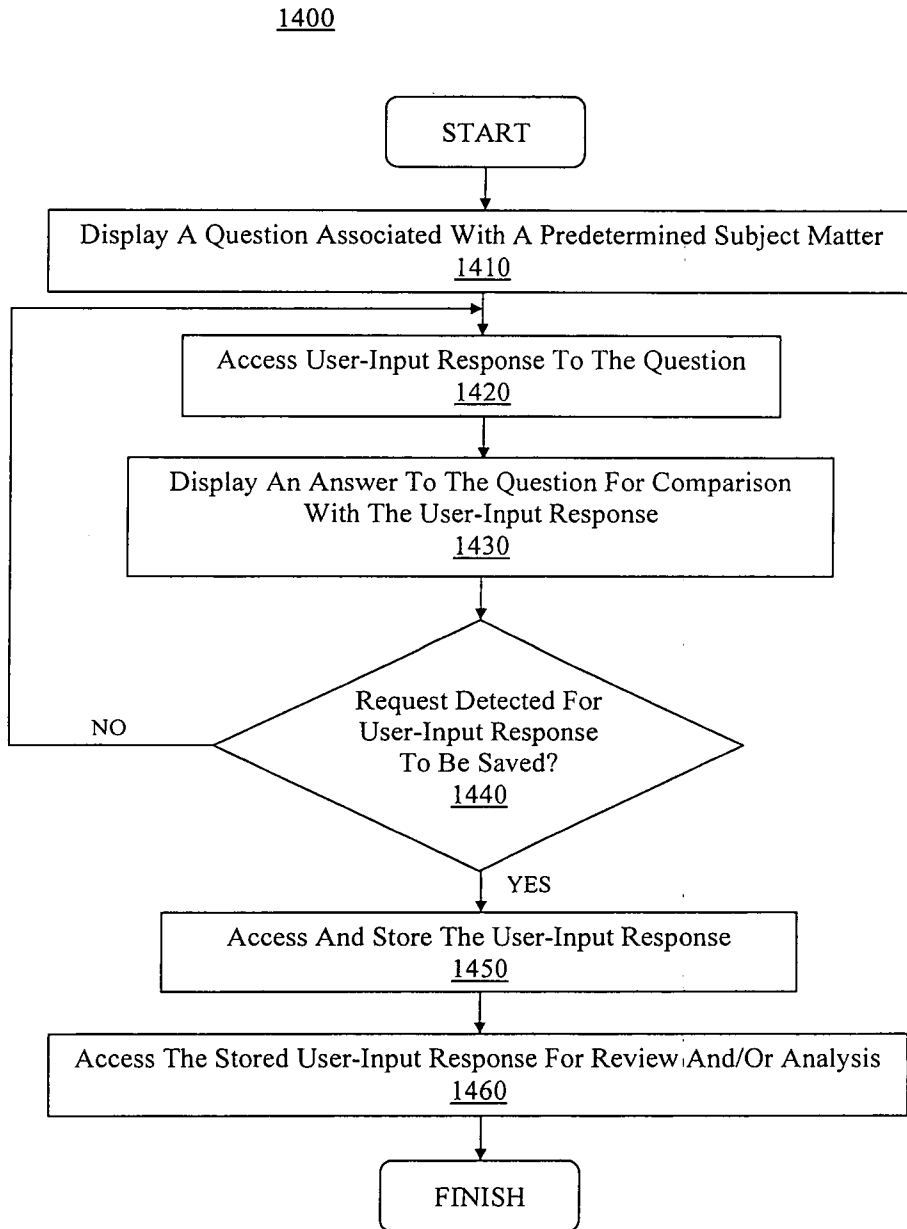 1400
START
Display A Question Associated With A Predetermined Subject Matter
1410
Access User-Input Response To The Question
1420
Display An Answer To The Question For Comparison
With The User-Input Response
1430
Request Detected For
User-Input Response
To Be Saved?
1440
NO
YES
Access And Store The User-Input Response
1450
Access The Stored User-Input Response For Review And/Or Analysis
1460
FINISH